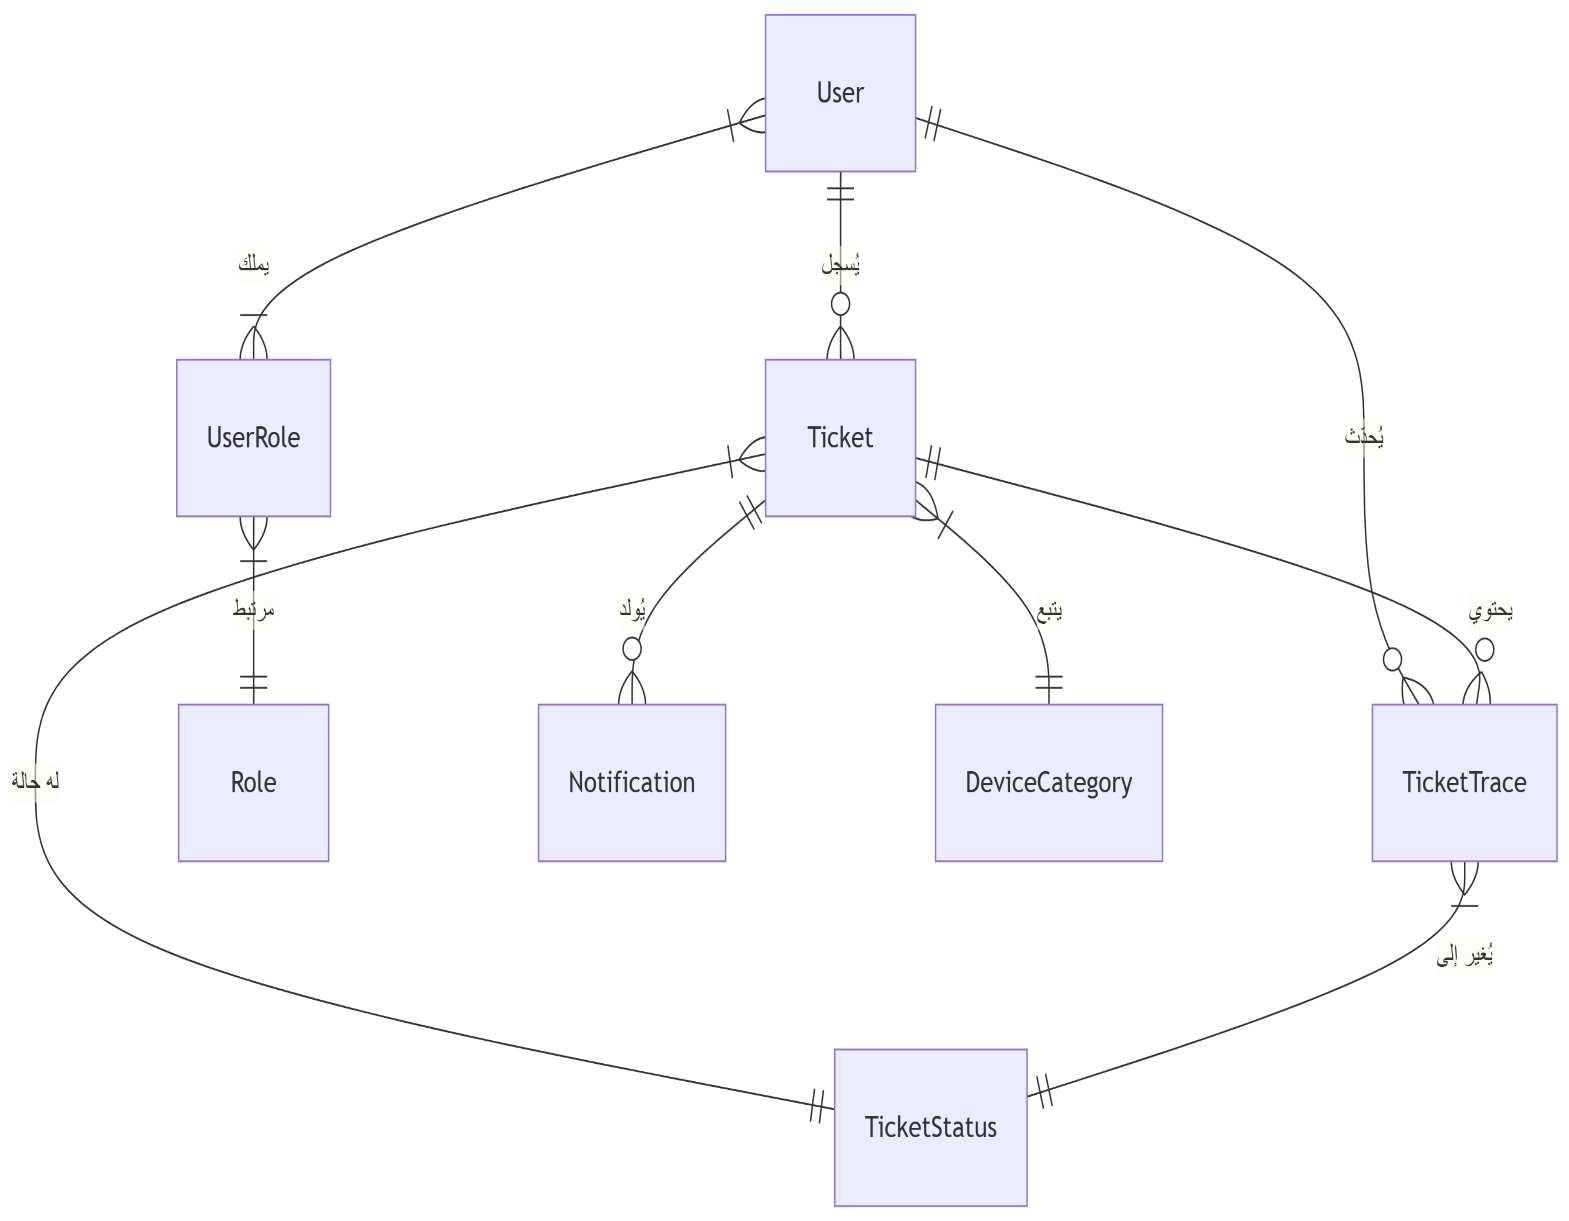 User
يملك
يُسجل
UserRole
Ticket
يُحدّث
مرتبط
يُولد
يتبع
يحتوي
له حالة
Role
Notification
DeviceCategory
TicketTrace
يُغير إلى
TicketStatus